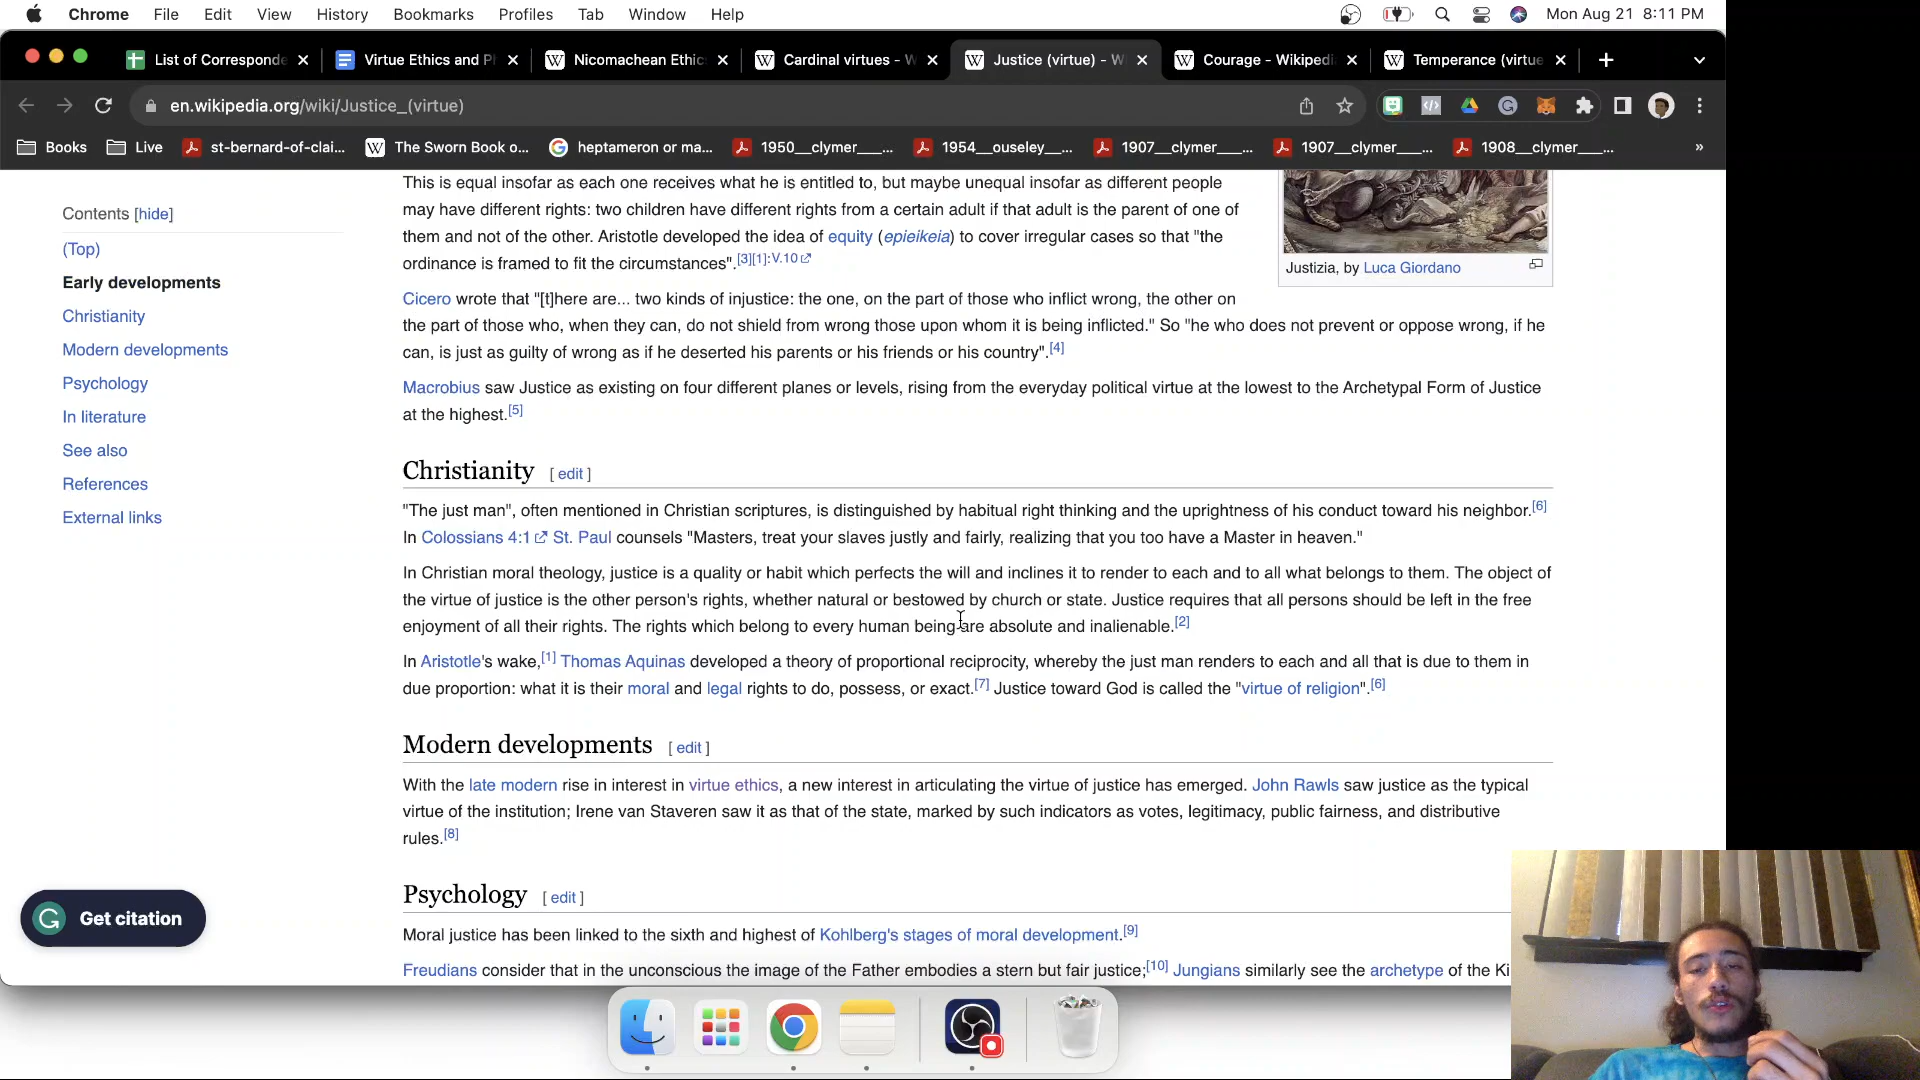 Chrome File Edit View History Bookmarks Profiles Tab Window Help Mon Aug 21 8:11 PM
List of Corresponde Virtue Ethics and P Nicomachean Ethic Cardinal virtues - W Justice (virtue) - W Courage - Wikipedi Temperance (virtue
en.wikipedia.org/wiki/Justice_(virtue)
Books Live st-bernard-of-clai... The Sworn Book o... heptameron or ma... 1950__clymer__... 1954__ouseley__... 1907__clymer__... 1907__clymer__... 1908__clymer__... »
Contents [hide]
(Top)
Early developments
Christianity
Modern developments
Psychology
In literature
See also
References
External links
This is equal insofar as each one receives what he is entitled to, but maybe unequal insofar as different people
may have different rights: two children have different rights from a certain adult if that adult is the parent of one of
them and not of the other. Aristotle developed the idea of equity (epieikeia) to cover irregular cases so that "the
ordinance is framed to fit the circumstances".[3][1]:V.10
Justizia, by Luca Giordano
Cicero wrote that "[t]here are... two kinds of injustice: the one, on the part of those who inflict wrong, the other on
the part of those who, when they can, do not shield from wrong those upon whom it is being inflicted." So "he who does not prevent or oppose wrong, if he
can, is just as guilty of wrong as if he deserted his parents or his friends or his country".[4]
Macrobius saw Justice as existing on four different planes or levels, rising from the everyday political virtue at the lowest to the Archetypal Form of Justice
at the highest.[5]
Christianity [ edit ]
"The just man", often mentioned in Christian scriptures, is distinguished by habitual right thinking and the uprightness of his conduct toward his neighbor.[6]
In Colossians 4:1 St. Paul counsels "Masters, treat your slaves justly and fairly, realizing that you too have a Master in heaven."
In Christian moral theology, justice is a quality or habit which perfects the will and inclines it to render to each and to all what belongs to them. The object of
the virtue of justice is the other person's rights, whether natural or bestowed by church or state. Justice requires that all persons should be left in the free
enjoyment of all their rights. The rights which belong to every human being are absolute and inalienable.[2]
In Aristotle's wake,[1] Thomas Aquinas developed a theory of proportional reciprocity, whereby the just man renders to each and all that is due to them in
due proportion: what it is their moral and legal rights to do, possess, or exact.[7] Justice toward God is called the "virtue of religion".[6]
Modern developments [ edit ]
With the late modern rise in interest in virtue ethics, a new interest in articulating the virtue of justice has emerged. John Rawls saw justice as the typical
virtue of the institution; Irene van Staveren saw it as that of the state, marked by such indicators as votes, legitimacy, public fairness, and distributive
rules.[8]
Psychology [ edit ]
Moral justice has been linked to the sixth and highest of Kohlberg's stages of moral development.[9]
Freudians consider that in the unconscious the image of the Father embodies a stern but fair justice;[10] Jungians similarly see the archetype of the Ki
Get citation